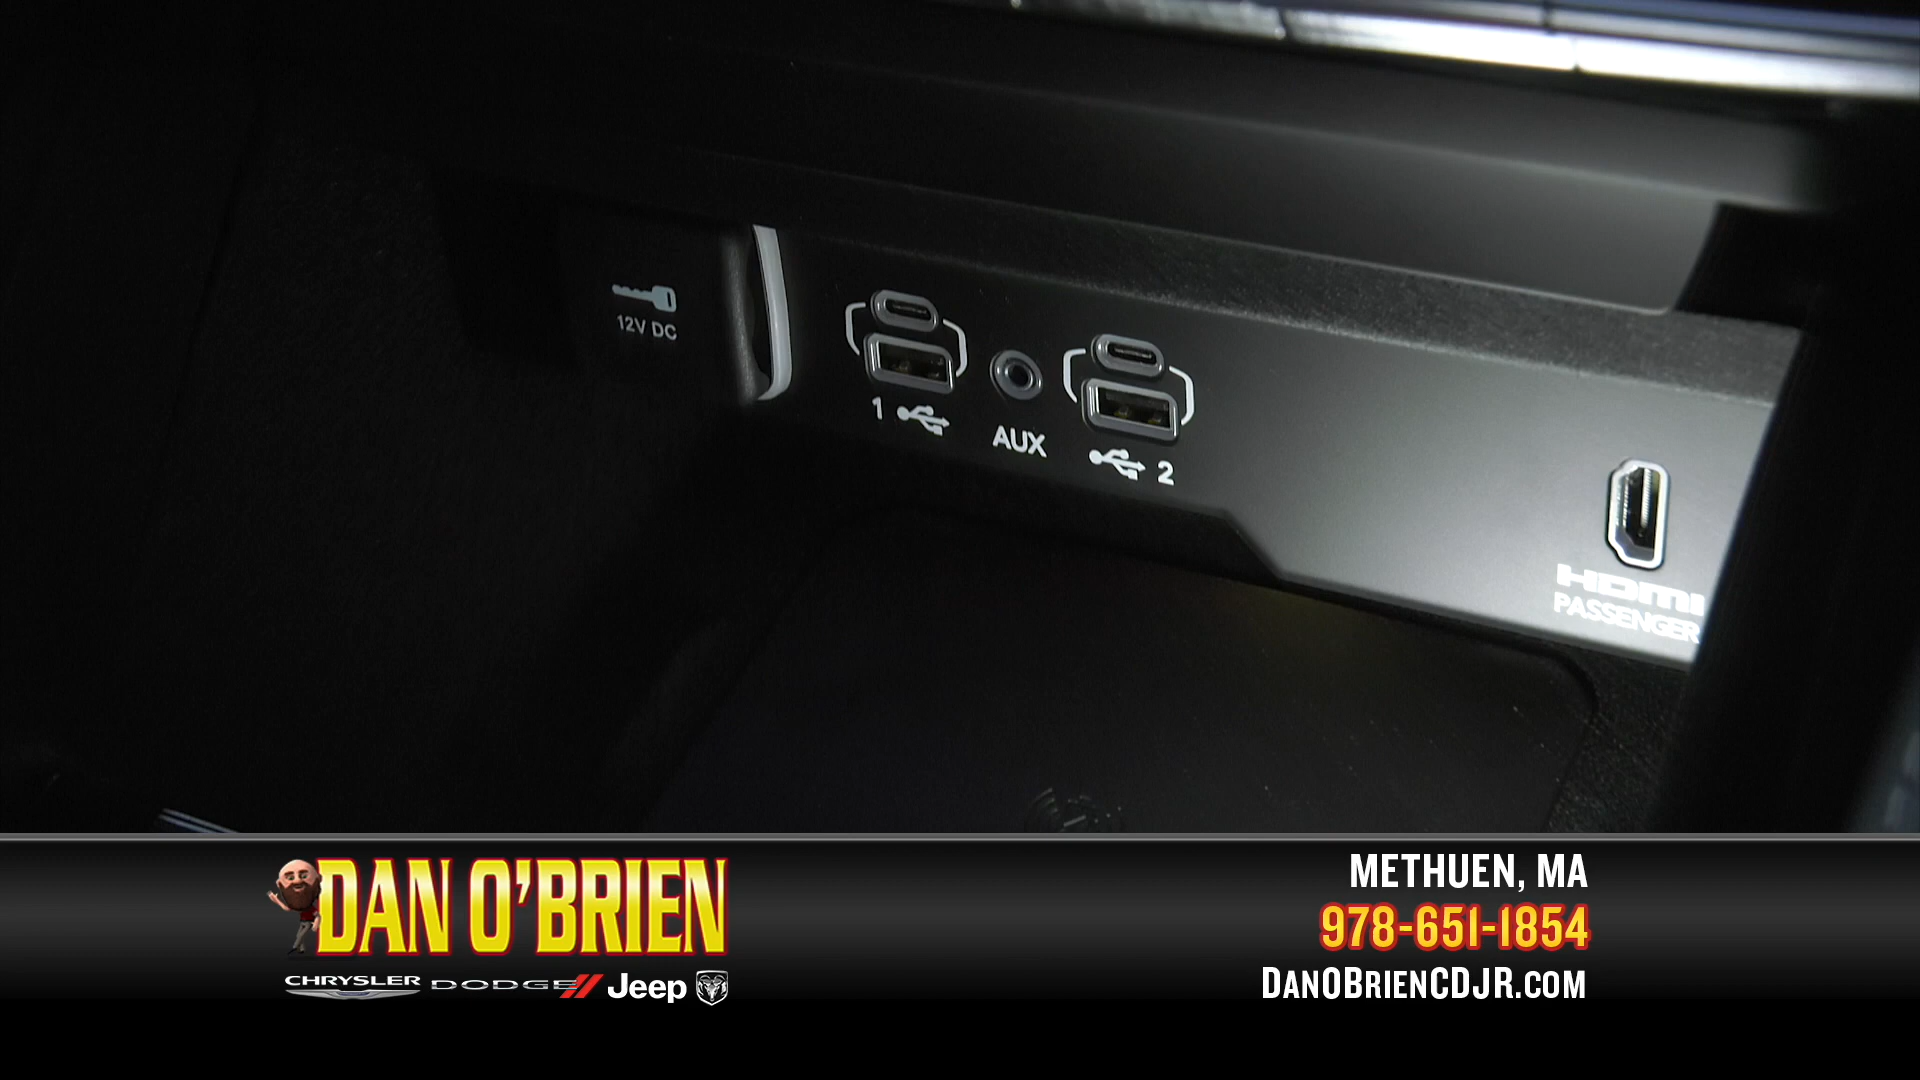 12V DC
1
AUX
2
HDMI
PASSENGER
DAN O'BRIEN
CHRYSLER DODGE// Jeep
METHUEN, MA
978-651-1854
DANOBRIENCDJR.COM